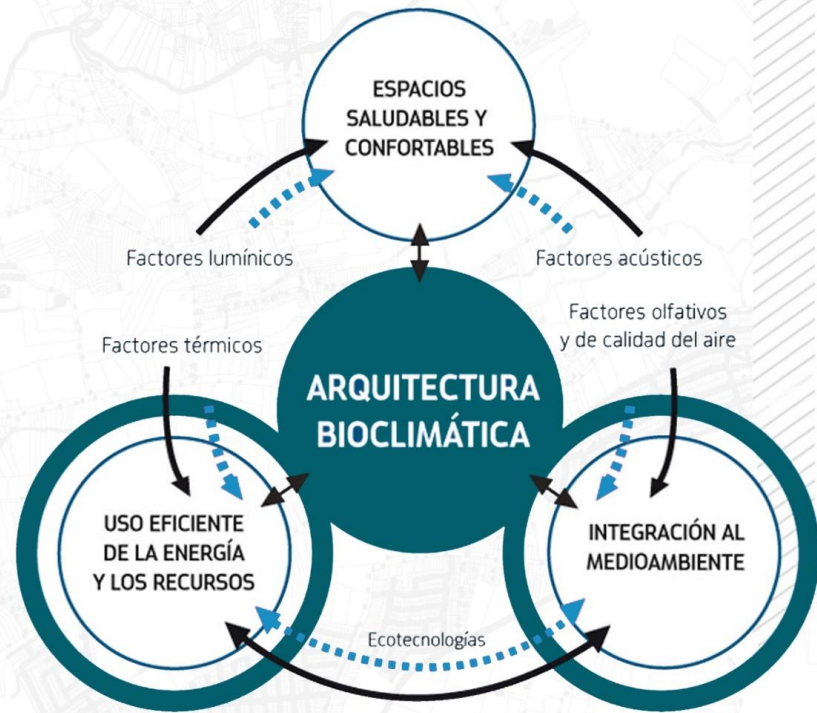 ESPACIOS
SALUDABLES Y
CONFORTABLES
Factores lumínicos
Factores acústicos
Factores térmicos
Factores olfativos
y de calidad del aire
ARQUITECTURA
BIOCLIMÁTICA
USO EFICIENTE
DE LA ENERGÍA
Y LOS RECURSOS
INTEGRACIÓN AL
MEDIOAMBIENTE
Ecotecnologías